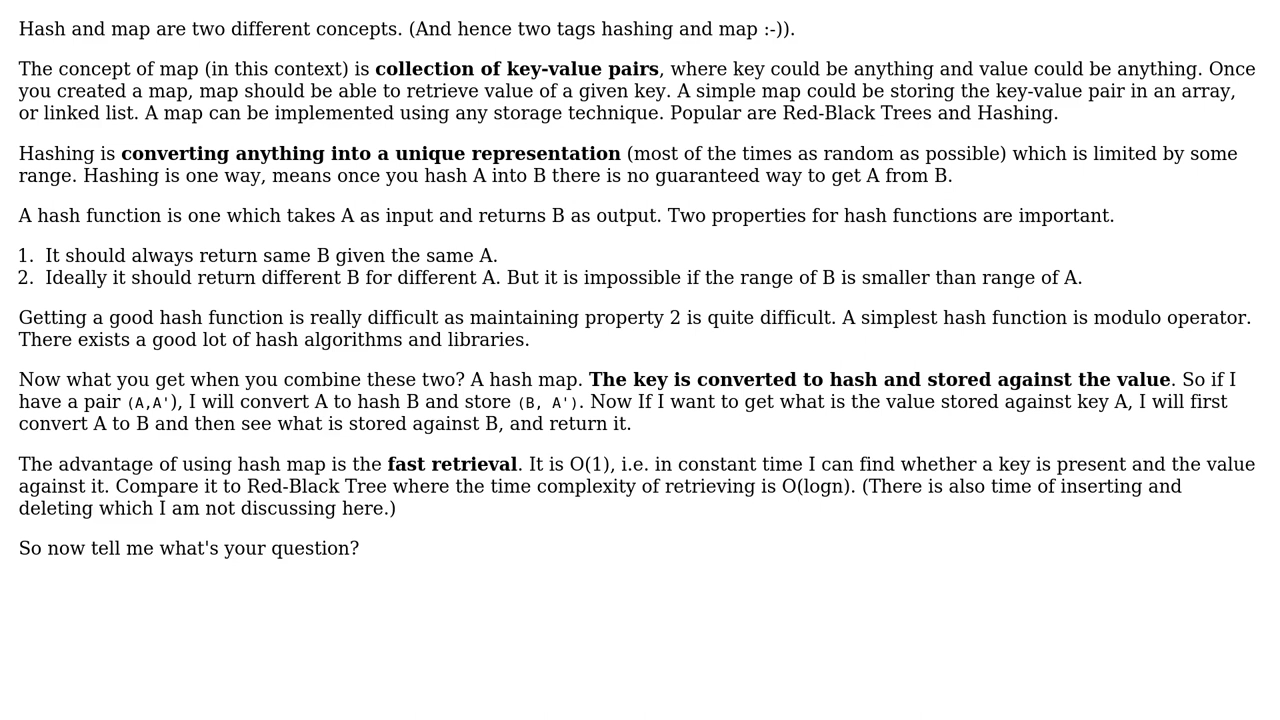 Hash and map are two different concepts. (And hence two tags hashing and map :-)).
The concept of map (in this context) is collection of key-value pairs, where key could be anything and value could be anything. Once
you created a map, map should be able to retrieve value of a given key. A simple map could be storing the key-value pair in an array,
or linked list. A map can be implemented using any storage technique. Popular are Red-Black Trees and Hashing.
Hashing is converting anything into a unique representation (most of the times as random as possible) which is limited by some
range. Hashing is one way, means once you hash A into B there is no guaranteed way to get A from B.
A hash function is one which takes A as input and returns B as output. Two properties for hash functions are important.
1. It should always return same B given the same A.
2. Ideally it should return different B for different A. But it is impossible if the range of B is smaller than range of A.
Getting a good hash function is really difficult as maintaining property 2 is quite difficult. A simplest hash function is modulo operator.
There exists a good lot of hash algorithms and libraries.
Now what you get when you combine these two? A hash map. The key is converted to hash and stored against the value. So if I
have a pair (A,A'), I will convert A to hash B and store (B, A'). Now If I want to get what is the value stored against key A, I will first
convert A to B and then see what is stored against B, and return it.
The advantage of using hash map is the fast retrieval. It is O(1), i.e. in constant time I can find whether a key is present and the value
against it. Compare it to Red-Black Tree where the time complexity of retrieving is O(logn). (There is also time of inserting and
deleting which I am not discussing here.)
So now tell me what's your question?